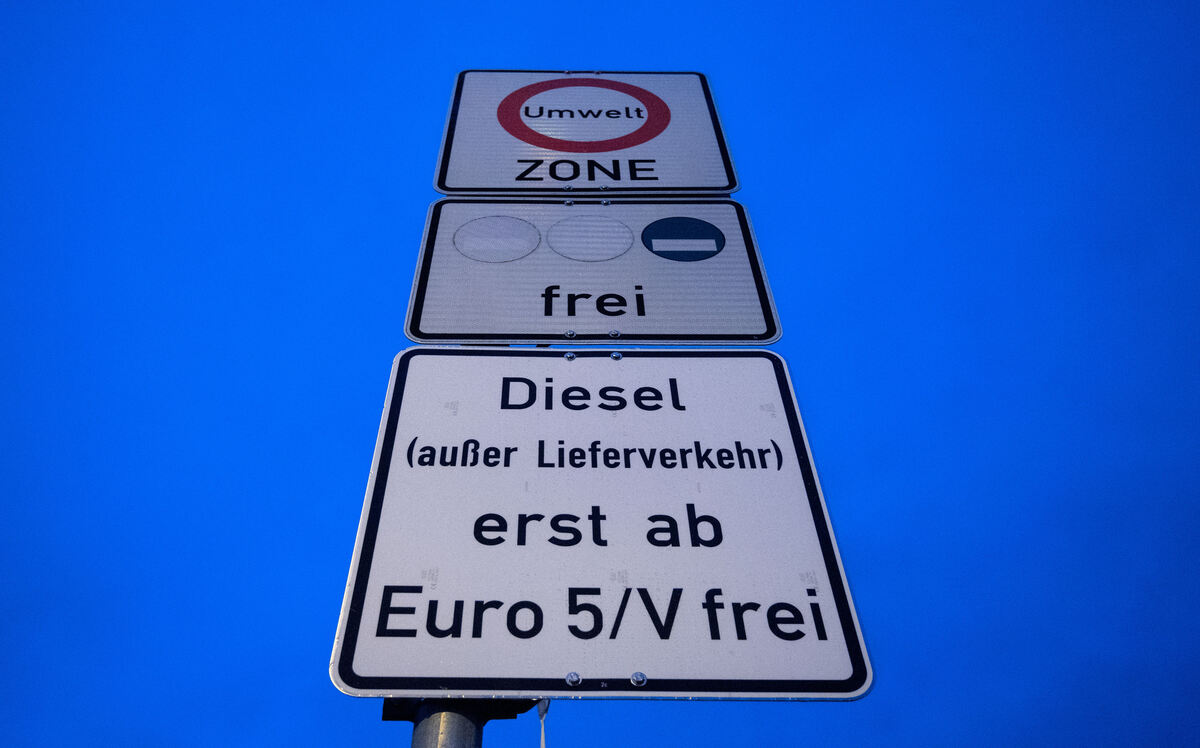 Umwelt
ZONE
frei
Diesel
(außer Lieferverkehr)
erst ab
Euro 5/V frei